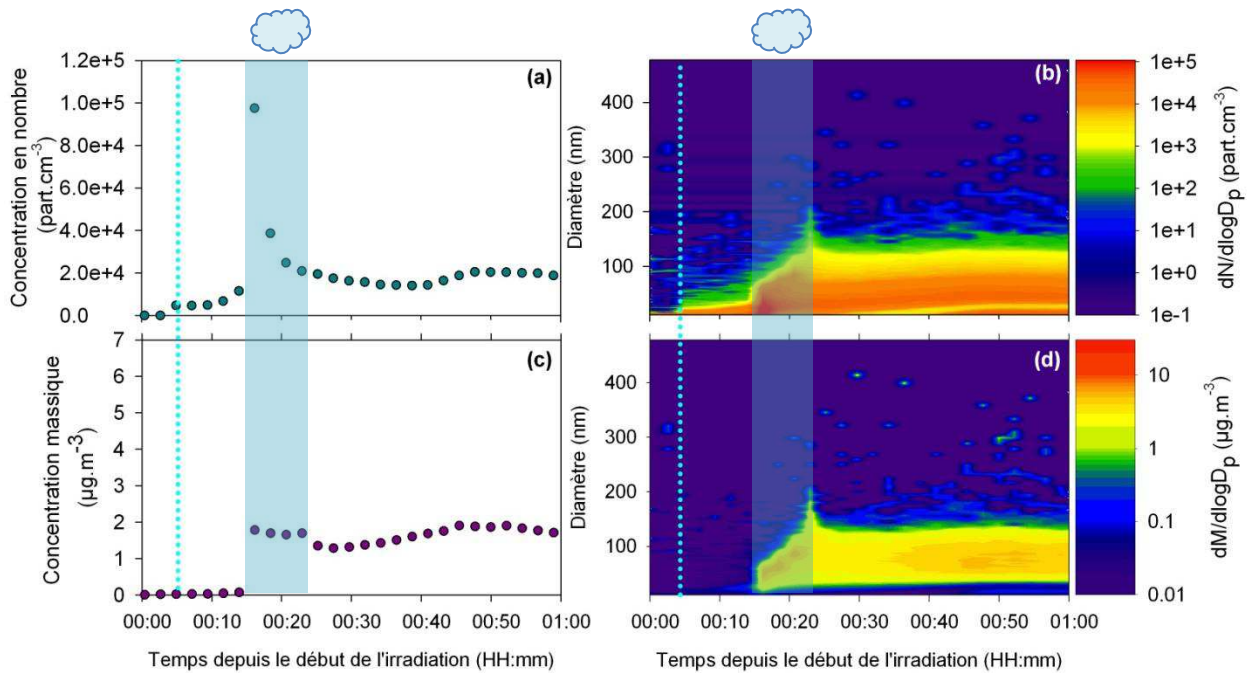 1.2e+5
1.0e+5
8.0e+4
6.0e+4
4.0e+4
2.0e+4
0.0
Concentration en nombre
(part.cm-3)
(a)
400
300
200
100
Diamètre (nm)
(b)
1e+5
1e+4
1e+3
1e+2
1e+1
1e+0
1e-1
dN/dlogDp (part.cm-3)
7
6
5
4
3
2
1
0
Concentration massique
(µg.m-3)
(c)
00:00 00:10 00:20 00:30 00:40 00:50 01:00
Temps depuis le début de l'irradiation (HH:mm)
400
300
200
100
Diamètre (nm)
(d)
00:00 00:10 00:20 00:30 00:40 00:50 01:00
Temps depuis le début de l'irradiation (HH:mm)
10
1
0.1
0.01
dM/dlogDp (µg.m-3)